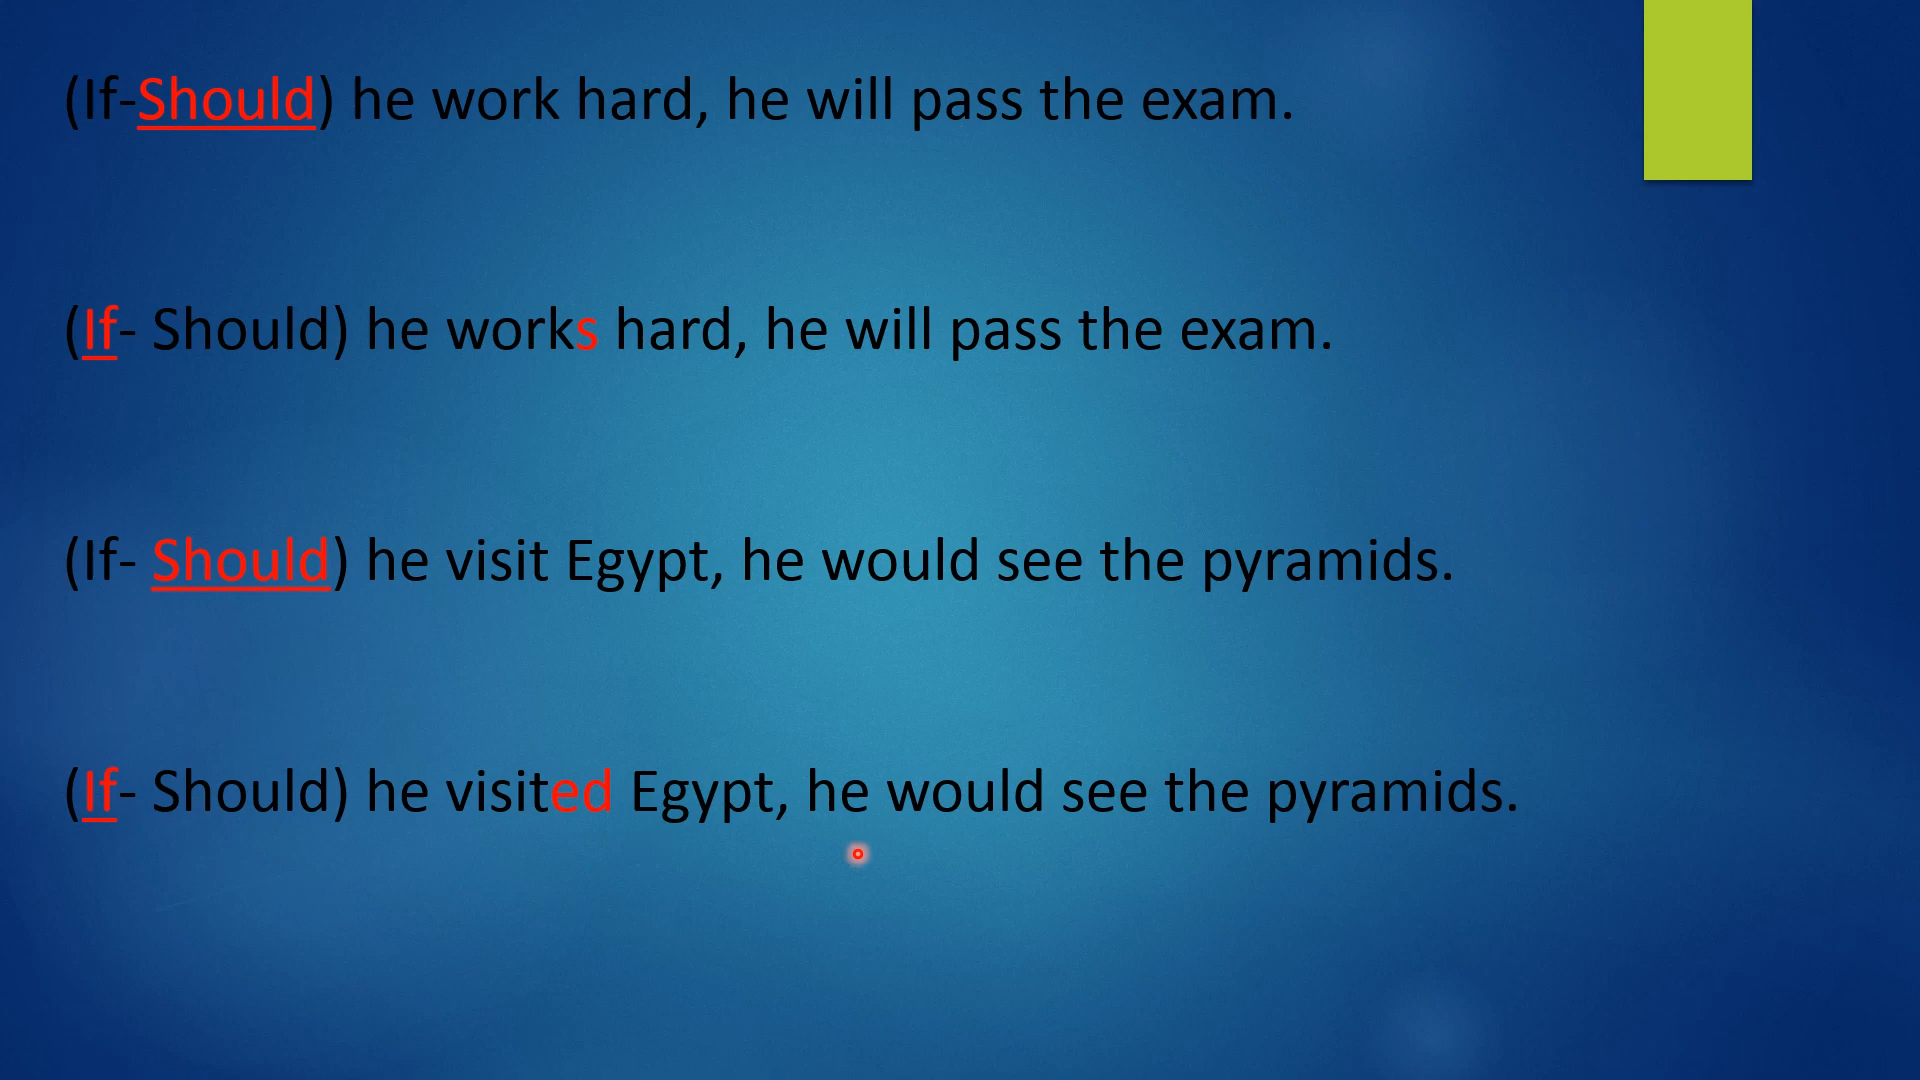 (If-Should) he work hard, he will pass the exam.
(If- Should) he works hard, he will pass the exam.
(If- Should) he visit Egypt, he would see the pyramids.
(If- Should) he visited Egypt, he would see the pyramids.